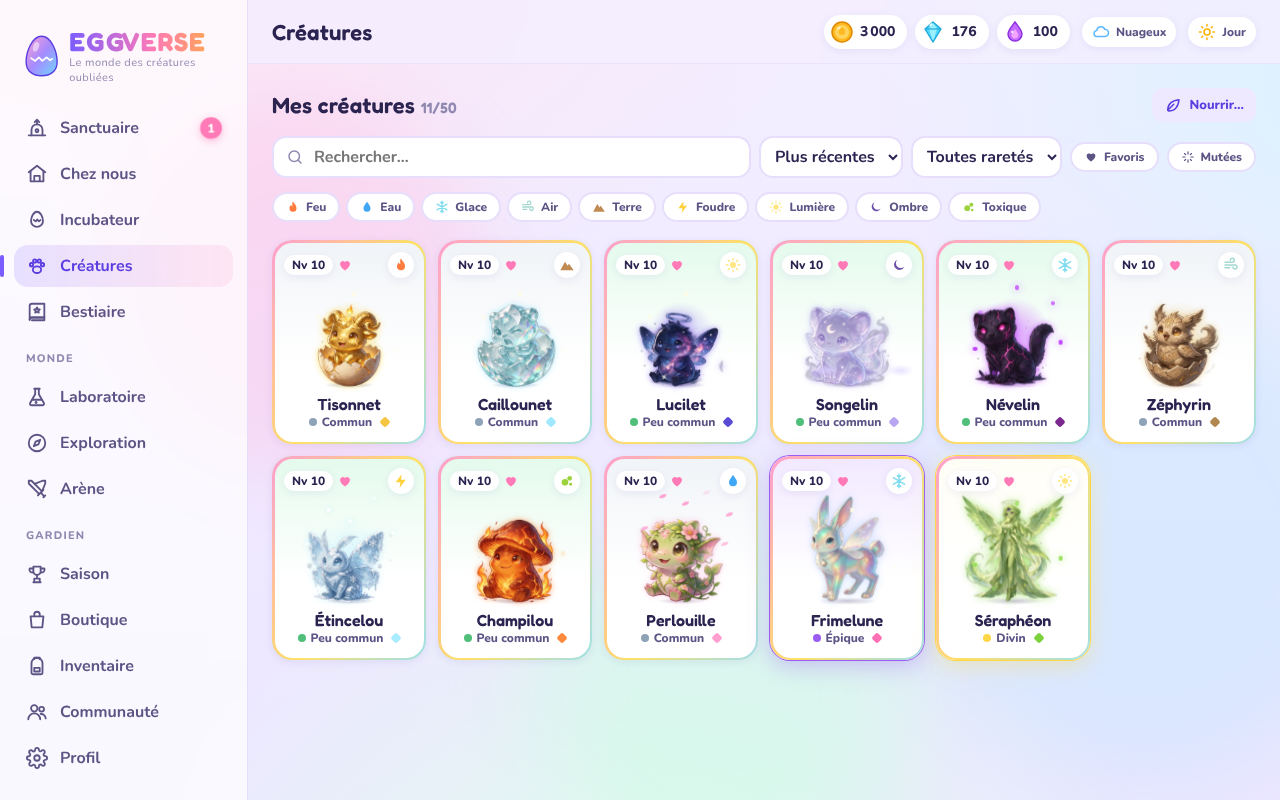 EGGVERSE
Le monde des créatures
oubliées
Sanctuaire 1
Chez nous
Incubateur
Créatures
Bestiaire
MONDE
Laboratoire
Exploration
Arène
GARDIEN
Saison
Boutique
Inventaire
Communauté
Profil
Créatures 3 000 176 100 Nuageux Jour
Mes créatures 11/50 Nourrir...
Rechercher... Plus récentes Toutes raretés Favoris Mutées
Feu Eau Glace Air Terre Foudre Lumière Ombre Toxique
Nv 10 Nv 10 Nv 10 Nv 10 Nv 10 Nv 10
Tisonnet Caillounet Lucilet Songelin Névelin Zéphyrin
Commun Commun Peu commun Peu commun Peu commun Commun
Nv 10 Nv 10 Nv 10 Nv 10 Nv 10
Étincelou Champilou Perlouille Frimelune Séraphéon
Peu commun Peu commun Commun Épique Divin